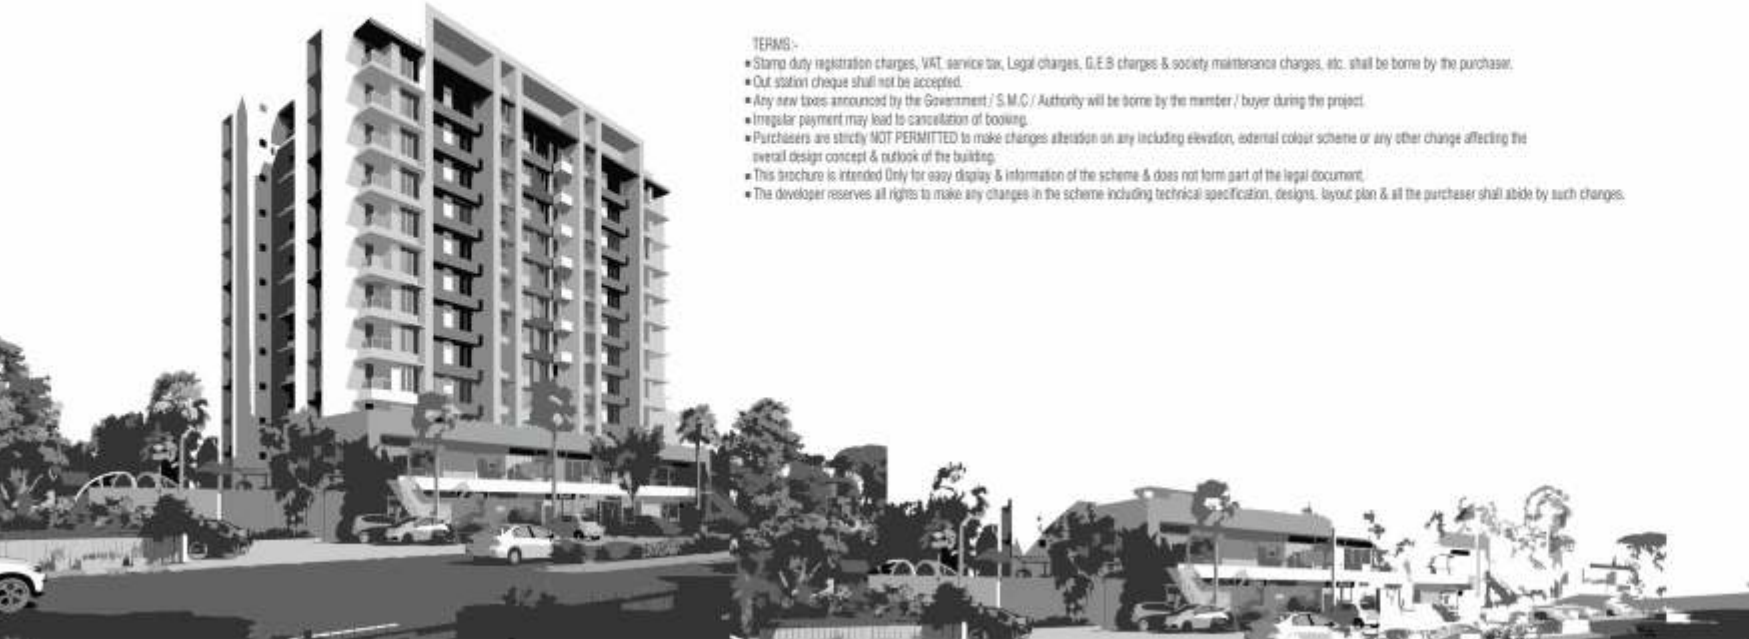 TERMS:-
■ Stamp duty registration charges, VAT, service tax, Legal charges, G.E.B charges & society maintenance charges, etc. shall be borne by the purchaser.
■ Out station cheque shall not be accepted.
■ Any new taxes announced by the Government / S.M.C / Authority will be borne by the member / buyer during the project.
■ Irregular payment may lead to cancellation of booking.
■ Purchasers are strictly NOT PERMITTED to make changes alteration on any including elevation, external colour scheme or any other change affecting the
overall design concept & outlook of the building.
■ This brochure is intended Only for easy display & information of the scheme & does not form part of the legal document.
■ The developer reserves all rights to make any changes in the scheme including technical specification, designs, layout plan & all the purchaser shall abide by such changes.